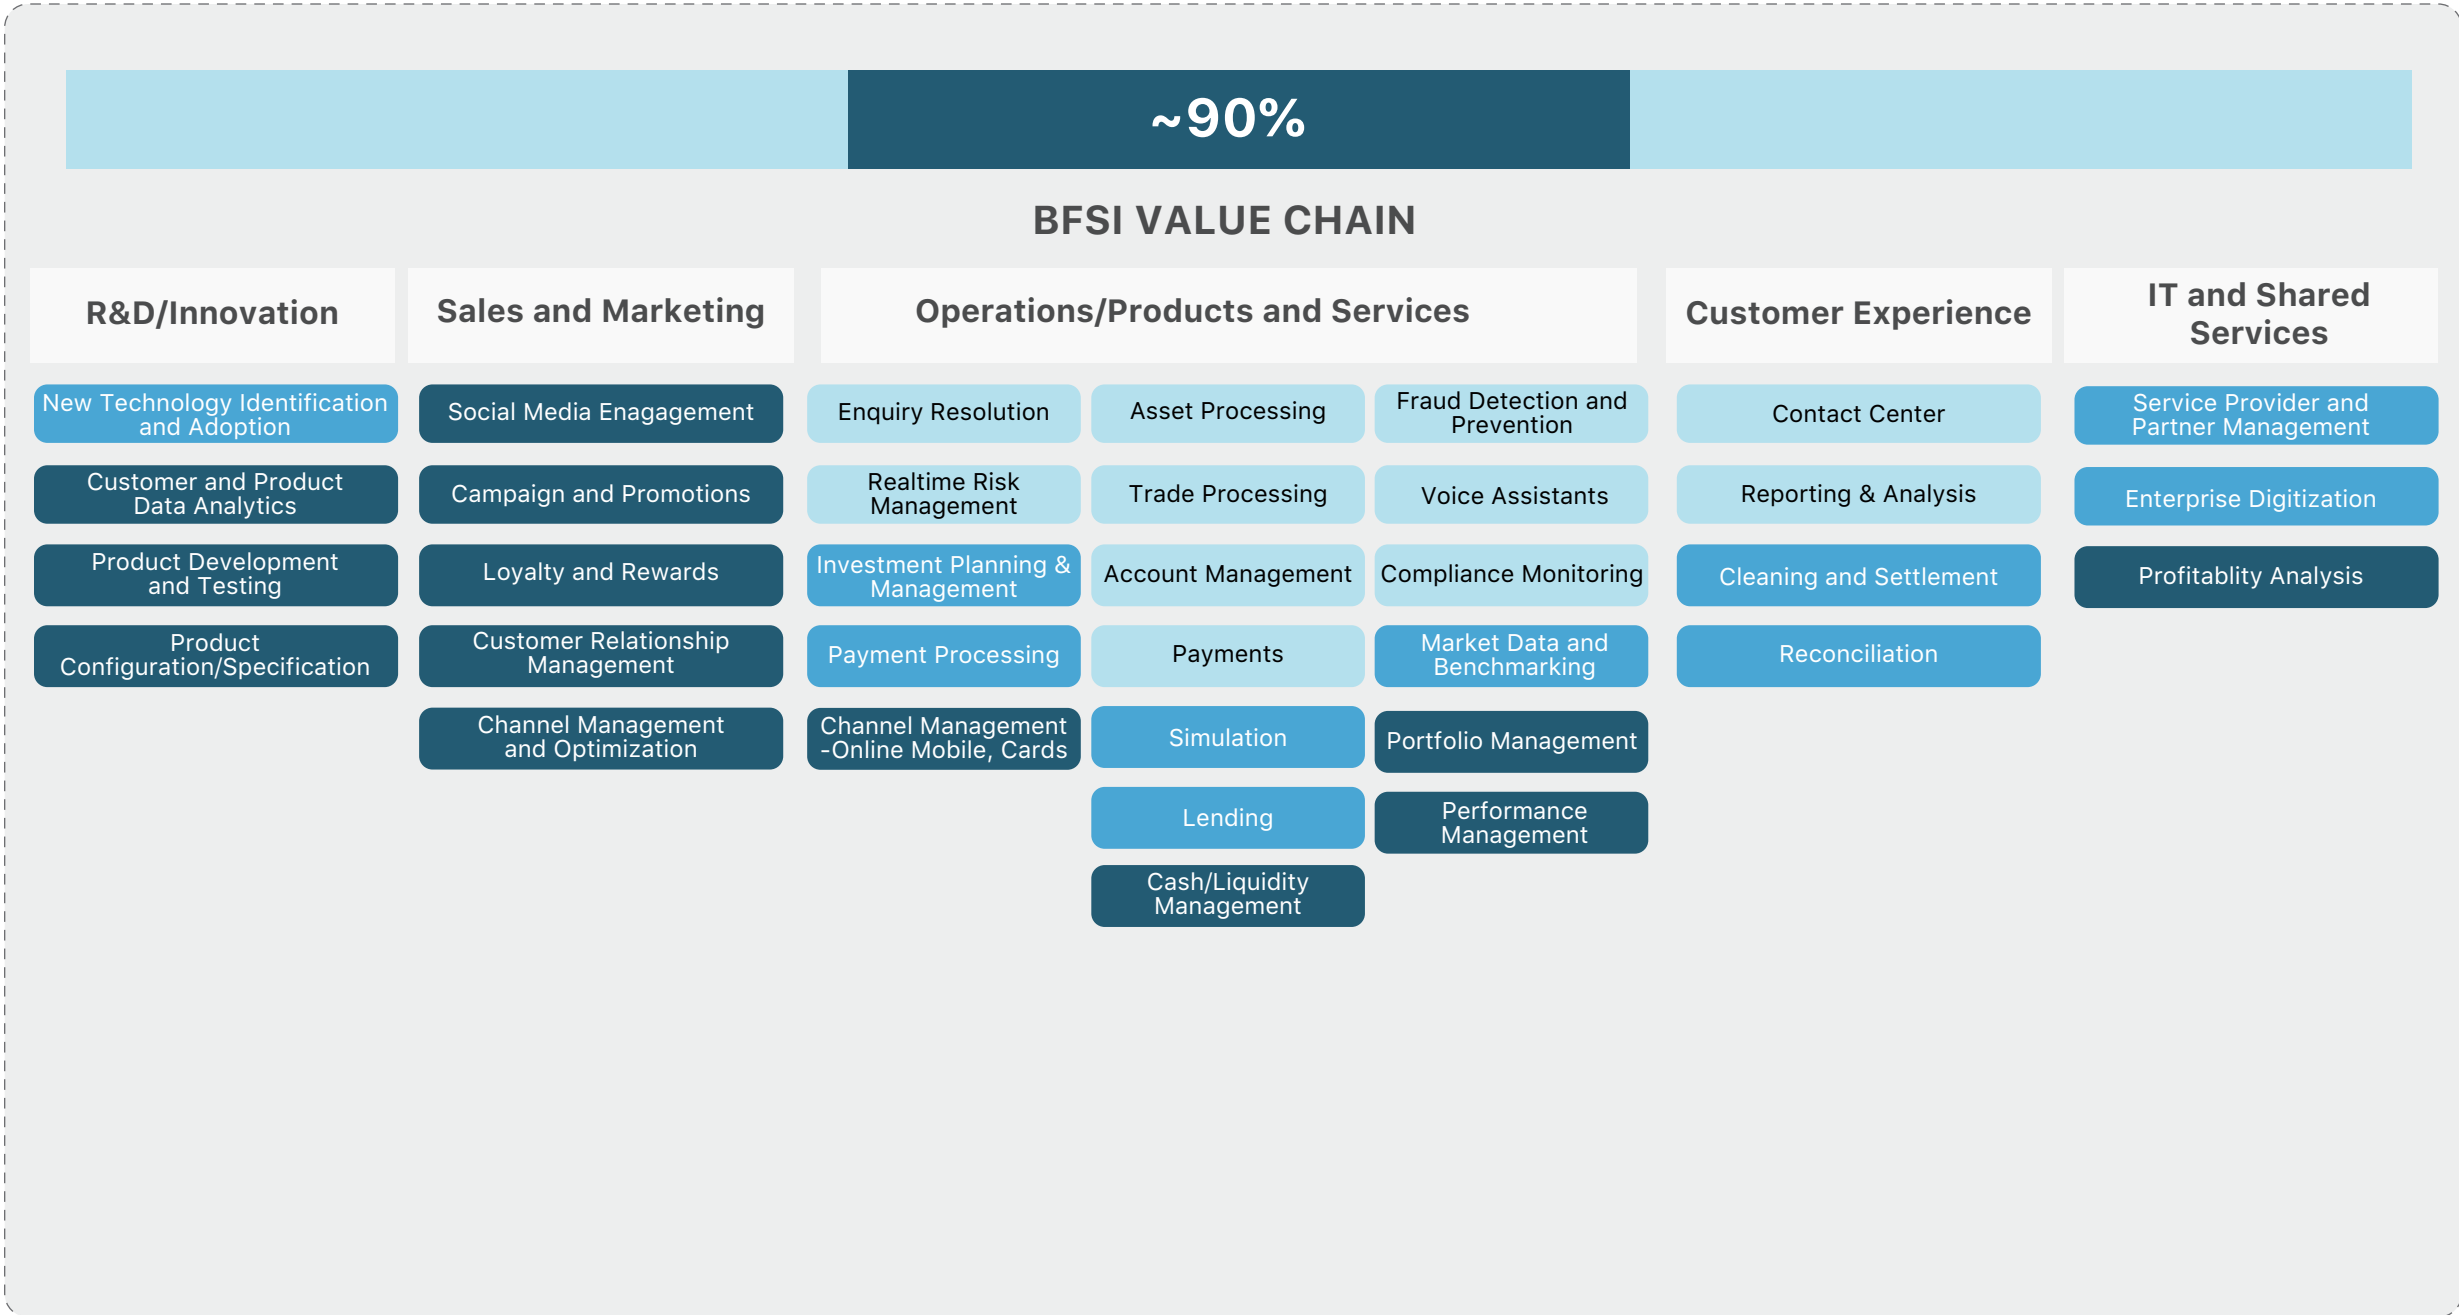 ~90%
BFSI VALUE CHAIN
R&D/Innovation
New Technology Identification
and Adoption
Customer and Product
Data Analytics
Product Development
and Testing
Product
Configuration/Specification
Sales and Marketing
Social Media Enagagement
Campaign and Promotions
Loyalty and Rewards
Customer Relationship
Management
Channel Management
and Optimization
Operations/Products and Services
Enquiry Resolution
Realtime Risk
Management
Investment Planning &
Management
Payment Processing
Channel Management
-Online Mobile, Cards
Asset Processing
Trade Processing
Account Management
Payments
Simulation
Lending
Cash/Liquidity
Management
Fraud Detection and
Prevention
Voice Assistants
Compliance Monitoring
Market Data and
Benchmarking
Portfolio Management
Performance
Management
Customer Experience
Contact Center
Reporting & Analysis
Cleaning and Settlement
Reconciliation
IT and Shared
Services
Service Provider and
Partner Management
Enterprise Digitization
Profitablity Analysis